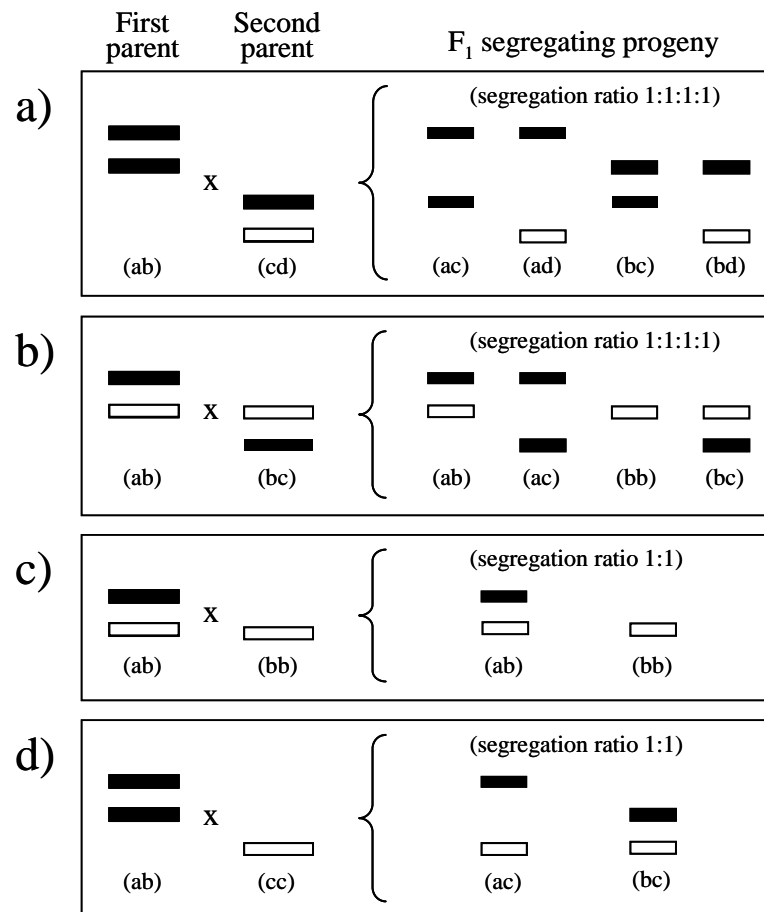 First parent
Second parent
F₁ segregating progeny
a)
(segregation ratio 1:1:1:1)
x
(ab)
(cd)
(ac)
(ad)
(bc)
(bd)
b)
(segregation ratio 1:1:1:1)
x
(ab)
(bc)
(ab)
(ac)
(bb)
(bc)
c)
(segregation ratio 1:1)
x
(ab)
(bb)
(ab)
(bb)
d)
(segregation ratio 1:1)
x
(ab)
(cc)
(ac)
(bc)